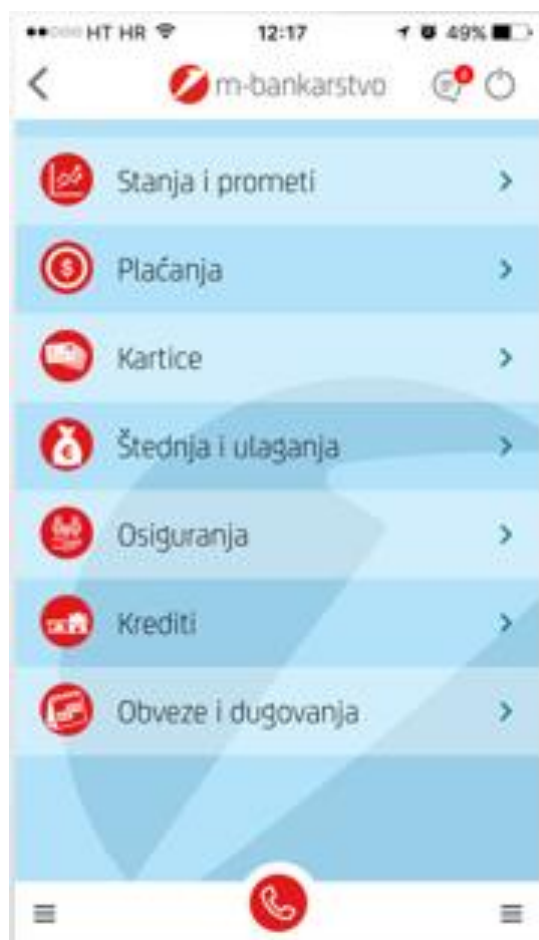 HT HR 12:17 49%
m-bankarstvo
Stanja i prometi
Plaćanja
Kartice
Štednja i ulaganja
Osiguranja
Krediti
Obveze i dugovanja